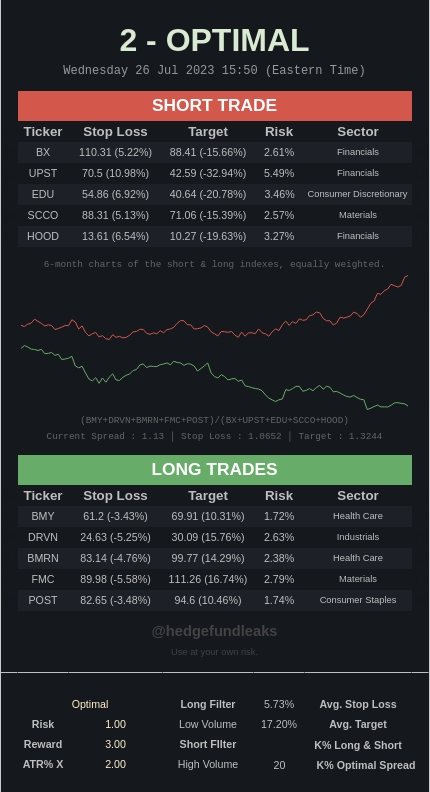 2 - OPTIMAL
Wednesday 26 Jul 2023 15:50 (Eastern Time)
SHORT TRADE
Ticker Stop Loss Target Risk Sector
BX 110.31 (5.22%) 88.41 (-15.66%) 2.61% Financials
UPST 70.5 (10.98%) 42.59 (-32.94%) 5.49% Financials
EDU 54.86 (6.92%) 40.64 (-20.78%) 3.46% Consumer Discretionary
SCCO 88.31 (5.13%) 71.06 (-15.39%) 2.57% Materials
HOOD 13.61 (6.54%) 10.27 (-19.63%) 3.27% Financials
6-month charts of the short & long indexes, equally weighted.
(BMY+DRVN+BMRN+FMC+POST)/(BX+UPST+EDU+SCCO+HOOD)
Current Spread : 1.13 | Stop Loss : 1.0652 | Target : 1.3244
LONG TRADES
Ticker Stop Loss Target Risk Sector
BMY 61.2 (-3.43%) 69.91 (10.31%) 1.72% Health Care
DRVN 24.63 (-5.25%) 30.09 (15.76%) 2.63% Industrials
BMRN 83.14 (-4.76%) 99.77 (14.29%) 2.38% Health Care
FMC 89.98 (-5.58%) 111.26 (16.74%) 2.79% Materials
POST 82.65 (-3.48%) 94.6 (10.46%) 1.74% Consumer Staples
@hedgefundleaks
Use at your own risk.
Optimal Long Filter 5.73% Avg. Stop Loss
Risk 1.00 Low Volume 17.20% Avg. Target
Reward 3.00 Short FIlter K% Long & Short
ATR% X 2.00 High Volume 20 K% Optimal Spread